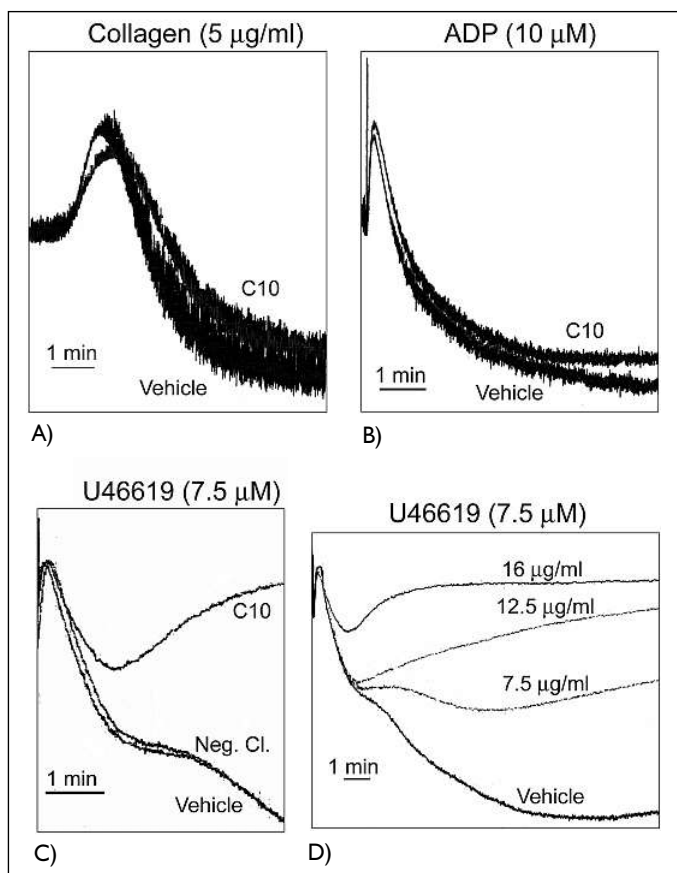 Collagen (5 μg/ml)
ADP (10 μM)
C10
1 min
Vehicle
C10
1 min
Vehicle
A)
B)
U46619 (7.5 μM)
U46619 (7.5 μM)
C10
Neg. Cl.
1 min
Vehicle
16 μg/ml
12.5 μg/ml
7.5 μg/ml
1 min
Vehicle
C)
D)